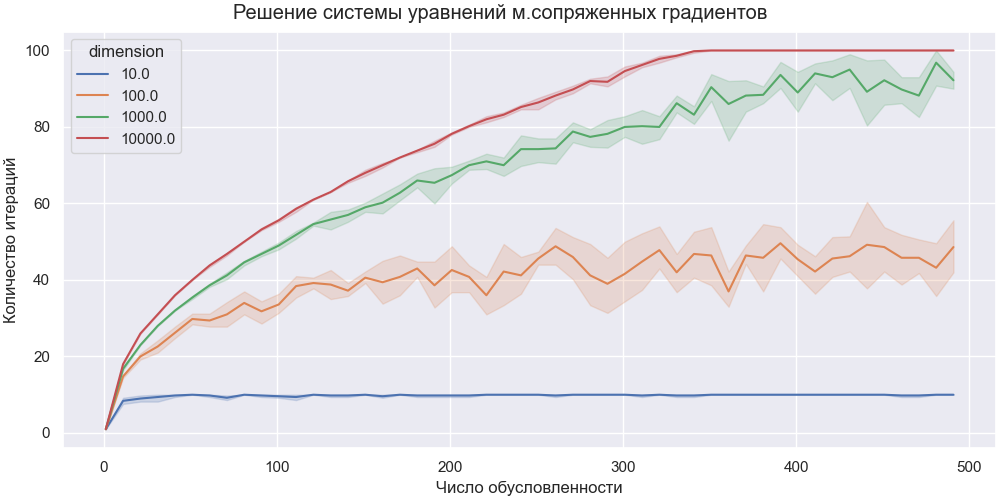 Решение системы уравнений м.сопряженных градиентов
dimension
10.0
100.0
1000.0
10000.0
Количество итераций
100
80
60
40
20
0
0 100 200 300 400 500
Число обусловленности